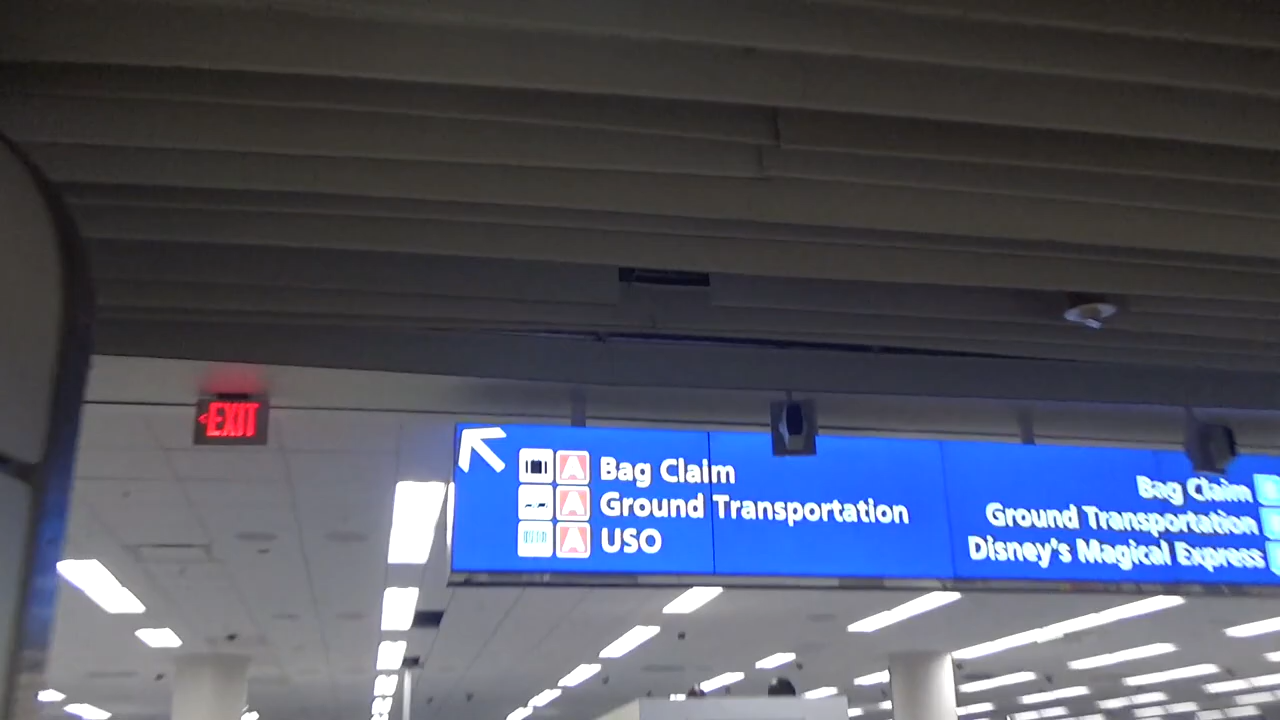 EXIT
A Bag Claim
A Ground Transportation
A USO
Bag Claim
Ground Transportation
Disney's Magical Express